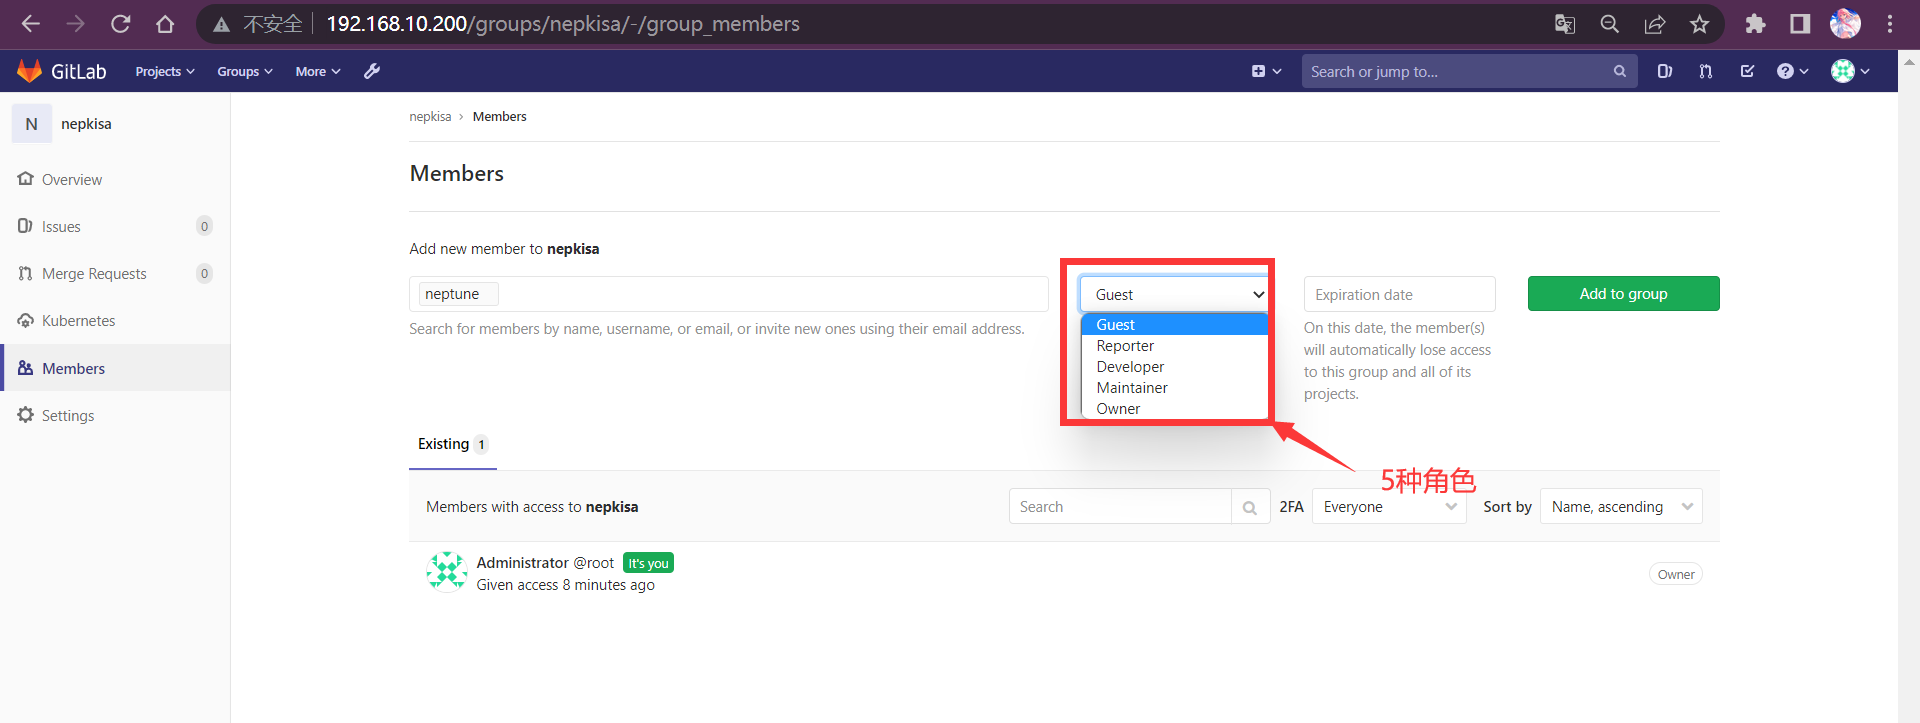 不安全 192.168.10.200/groups/nepkisa/-/group_members
GitLab Projects Groups More Search or jump to...
N nepkisa
Overview
Issues 0
Merge Requests 0
Kubernetes
Members
Settings
nepkisa › Members
Members
Add new member to nepkisa
neptune
Search for members by name, username, or email, or invite new ones using their email address.
Guest
Guest
Reporter
Developer
Maintainer
Owner
Expiration date
On this date, the member(s)
will automatically lose access
to this group and all of its
projects.
Add to group
5种角色
Existing 1
Members with access to nepkisa Search 2FA Everyone Sort by Name, ascending
Administrator @root It's you
Given access 8 minutes ago
Owner